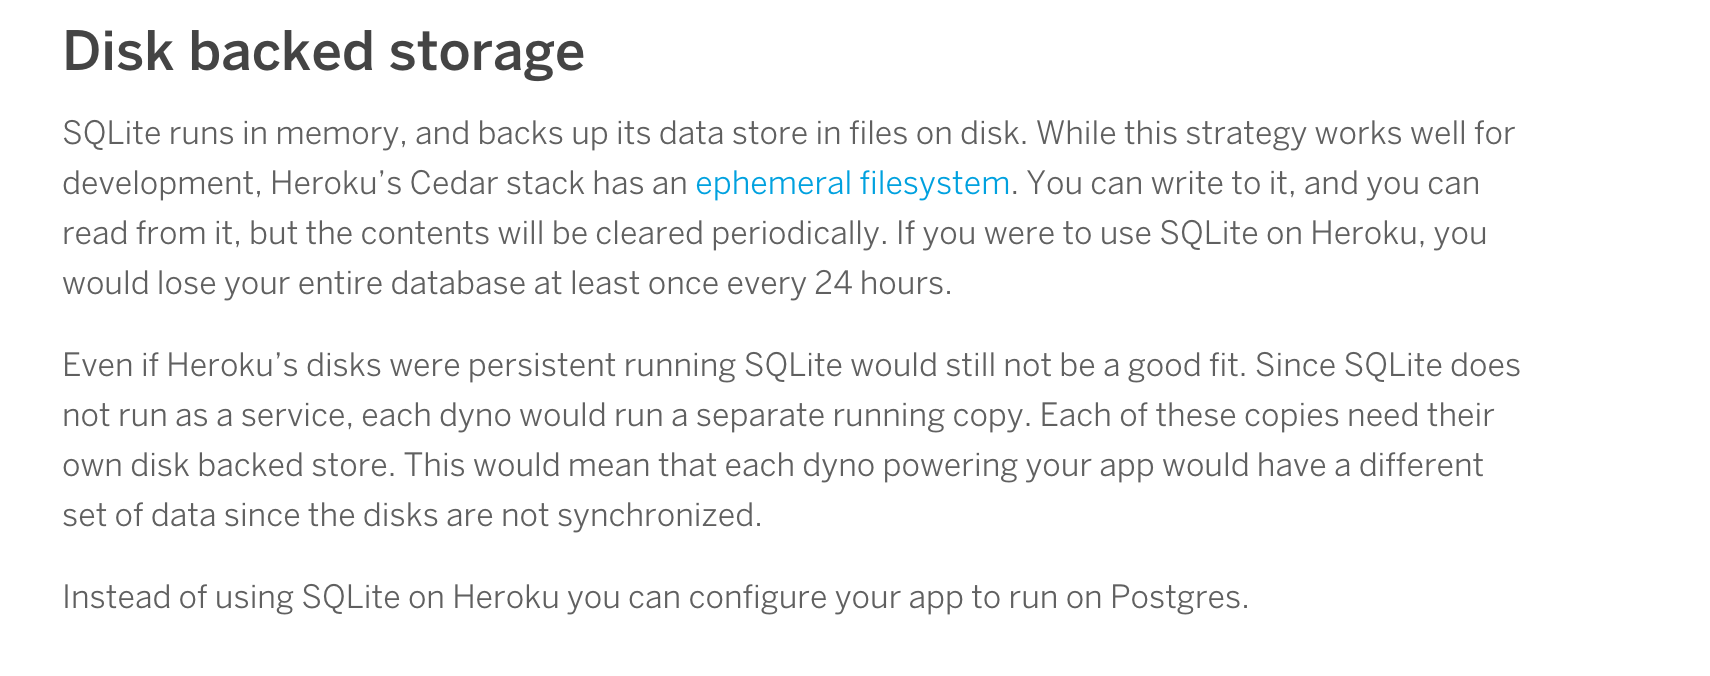 Disk backed storage
SQLite runs in memory, and backs up its data store in files on disk. While this strategy works well for
development, Heroku’s Cedar stack has an ephemeral filesystem. You can write to it, and you can
read from it, but the contents will be cleared periodically. If you were to use SQLite on Heroku, you
would lose your entire database at least once every 24 hours.
Even if Heroku’s disks were persistent running SQLite would still not be a good fit. Since SQLite does
not run as a service, each dyno would run a separate running copy. Each of these copies need their
own disk backed store. This would mean that each dyno powering your app would have a different
set of data since the disks are not synchronized.
Instead of using SQLite on Heroku you can configure your app to run on Postgres.